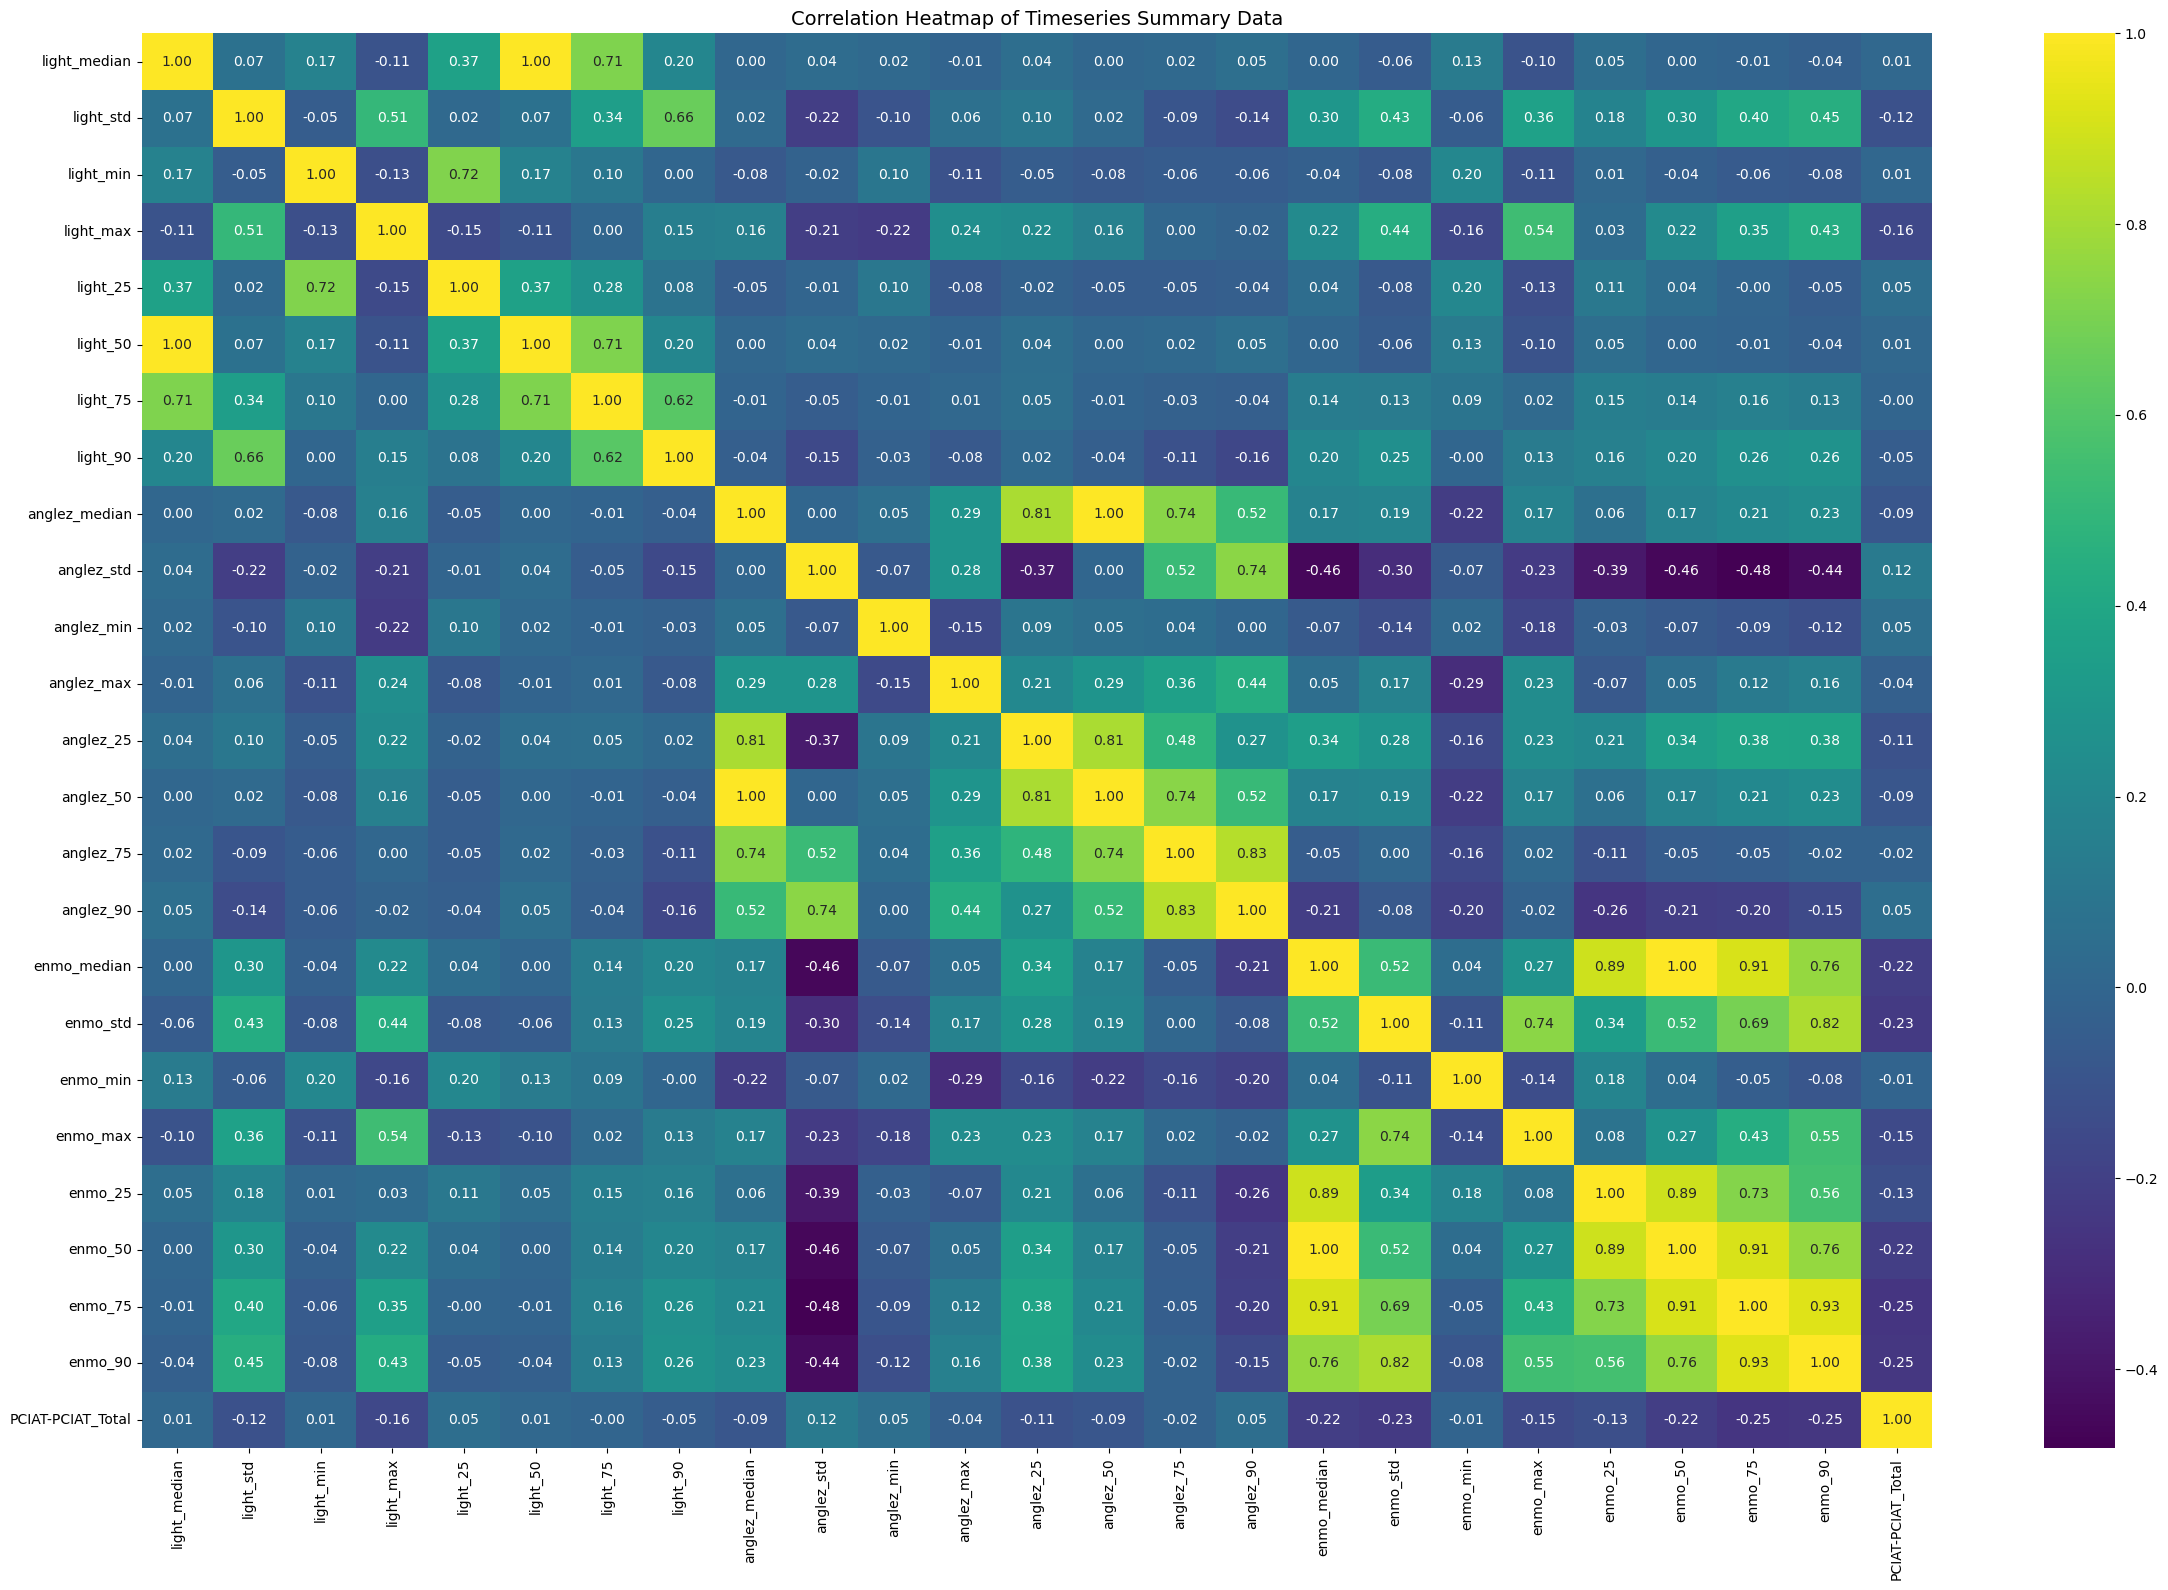 Correlation Heatmap of Timeseries Summary Data
light_median 1.00 0.07 0.17 -0.11 0.37 1.00 0.71 0.20 0.00 0.04 0.02 -0.01 0.04 0.00 0.02 0.05 0.00 -0.06 0.13 -0.10 0.05 0.00 -0.01 -0.04 0.01
light_std 0.07 1.00 -0.05 0.51 0.02 0.07 0.34 0.66 0.02 -0.22 -0.10 0.06 0.10 0.02 -0.09 -0.14 0.30 0.43 -0.06 0.36 0.18 0.30 0.40 0.45 -0.12
light_min 0.17 -0.05 1.00 -0.13 0.72 0.17 0.10 0.00 -0.08 -0.02 0.10 -0.11 -0.05 -0.08 -0.06 -0.06 -0.04 -0.08 0.20 -0.11 0.01 -0.04 -0.06 -0.08 0.01
light_max -0.11 0.51 -0.13 1.00 -0.15 -0.11 0.00 0.15 0.16 -0.21 -0.22 0.24 0.22 0.16 0.00 -0.02 0.22 0.44 -0.16 0.54 0.03 0.22 0.35 0.43 -0.16
light_25 0.37 0.02 0.72 -0.15 1.00 0.37 0.28 0.08 -0.05 -0.01 0.10 -0.08 -0.02 -0.05 -0.05 -0.04 0.04 -0.08 0.20 -0.13 0.11 0.04 -0.00 -0.05 0.05
light_50 1.00 0.07 0.17 -0.11 0.37 1.00 0.71 0.20 0.00 0.04 0.02 -0.01 0.04 0.00 0.02 0.05 0.00 -0.06 0.13 -0.10 0.05 0.00 -0.01 -0.04 0.01
light_75 0.71 0.34 0.10 0.00 0.28 0.71 1.00 0.62 -0.01 -0.05 -0.01 0.01 0.05 -0.01 -0.03 -0.04 0.14 0.13 0.09 0.02 0.15 0.14 0.16 0.13 -0.00
light_90 0.20 0.66 0.00 0.15 0.08 0.20 0.62 1.00 -0.04 -0.15 -0.03 -0.08 0.02 -0.04 -0.11 -0.16 0.20 0.25 -0.00 0.13 0.16 0.20 0.26 0.26 -0.05
anglez_median 0.00 0.02 -0.08 0.16 -0.05 0.00 -0.01 -0.04 1.00 0.00 0.05 0.29 0.81 1.00 0.74 0.52 0.17 0.19 -0.22 0.17 0.06 0.17 0.21 0.23 -0.09
anglez_std 0.04 -0.22 -0.02 -0.21 -0.01 0.04 -0.05 -0.15 0.00 1.00 -0.07 0.28 -0.37 0.00 0.52 0.74 -0.46 -0.30 -0.07 -0.23 -0.39 -0.46 -0.48 -0.44 0.12
anglez_min 0.02 -0.10 0.10 -0.22 0.10 0.02 -0.01 -0.03 0.05 -0.07 1.00 -0.15 0.09 0.05 0.04 0.00 -0.07 -0.14 0.02 -0.18 -0.03 -0.07 -0.09 -0.12 0.05
anglez_max -0.01 0.06 -0.11 0.24 -0.08 -0.01 0.01 -0.08 0.29 0.28 -0.15 1.00 0.21 0.29 0.36 0.44 0.05 0.17 -0.29 0.23 -0.07 0.05 0.12 0.16 -0.04
anglez_25 0.04 0.10 -0.05 0.22 -0.02 0.04 0.05 0.02 0.81 -0.37 0.09 0.21 1.00 0.81 0.48 0.27 0.34 0.28 -0.16 0.23 0.21 0.34 0.38 0.38 -0.11
anglez_50 0.00 0.02 -0.08 0.16 -0.05 0.00 -0.01 -0.04 1.00 0.00 0.05 0.29 0.81 1.00 0.74 0.52 0.17 0.19 -0.22 0.17 0.06 0.17 0.21 0.23 -0.09
anglez_75 0.02 -0.09 -0.06 0.00 -0.05 0.02 -0.03 -0.11 0.74 0.52 0.04 0.36 0.48 0.74 1.00 0.83 -0.05 0.00 -0.16 0.02 -0.11 -0.05 -0.05 -0.02 -0.02
anglez_90 0.05 -0.14 -0.06 -0.02 -0.04 0.05 -0.04 -0.16 0.52 0.74 0.00 0.44 0.27 0.52 0.83 1.00 -0.21 -0.08 -0.20 -0.02 -0.26 -0.21 -0.20 -0.15 0.05
enmo_median 0.00 0.30 -0.04 0.22 0.04 0.00 0.14 0.20 0.17 -0.46 -0.07 0.05 0.34 0.17 -0.05 -0.21 1.00 0.52 0.04 0.27 0.89 1.00 0.91 0.76 -0.22
enmo_std -0.06 0.43 -0.08 0.44 -0.08 -0.06 0.13 0.25 0.19 -0.30 -0.14 0.17 0.28 0.19 0.00 -0.08 0.52 1.00 -0.11 0.74 0.34 0.52 0.69 0.82 -0.23
enmo_min 0.13 -0.06 0.20 -0.16 0.20 0.13 0.09 -0.00 -0.22 -0.07 0.02 -0.29 -0.16 -0.22 -0.16 -0.20 0.04 -0.11 1.00 -0.14 0.18 0.04 -0.05 -0.08 -0.01
enmo_max -0.10 0.36 -0.11 0.54 -0.13 -0.10 0.02 0.13 0.17 -0.23 -0.18 0.23 0.23 0.17 0.02 -0.02 0.27 0.74 -0.14 1.00 0.08 0.27 0.43 0.55 -0.15
enmo_25 0.05 0.18 0.01 0.03 0.11 0.05 0.15 0.16 0.06 -0.39 -0.03 -0.07 0.21 0.06 -0.11 -0.26 0.89 0.34 0.18 0.08 1.00 0.89 0.73 0.56 -0.13
enmo_50 0.00 0.30 -0.04 0.22 0.04 0.00 0.14 0.20 0.17 -0.46 -0.07 0.05 0.34 0.17 -0.05 -0.21 1.00 0.52 0.04 0.27 0.89 1.00 0.91 0.76 -0.22
enmo_75 -0.01 0.40 -0.06 0.35 -0.00 -0.01 0.16 0.26 0.21 -0.48 -0.09 0.12 0.38 0.21 -0.05 -0.20 0.91 0.69 -0.05 0.43 0.73 0.91 1.00 0.93 -0.25
enmo_90 -0.04 0.45 -0.08 0.43 -0.05 -0.04 0.13 0.26 0.23 -0.44 -0.12 0.16 0.38 0.23 -0.02 -0.15 0.76 0.82 -0.08 0.55 0.56 0.76 0.93 1.00 -0.25
PCIAT-PCIAT_Total 0.01 -0.12 0.01 -0.16 0.05 0.01 -0.00 -0.05 -0.09 0.12 0.05 -0.04 -0.11 -0.09 -0.02 0.05 -0.22 -0.23 -0.01 -0.15 -0.13 -0.22 -0.25 -0.25 1.00
light_median
light_std
light_min
light_max
light_25
light_50
light_75
light_90
anglez_median
anglez_std
anglez_min
anglez_max
anglez_25
anglez_50
anglez_75
anglez_90
enmo_median
enmo_std
enmo_min
enmo_max
enmo_25
enmo_50
enmo_75
enmo_90
PCIAT-PCIAT_Total
1.0
0.8
0.6
0.4
0.2
0.0
−0.2
−0.4